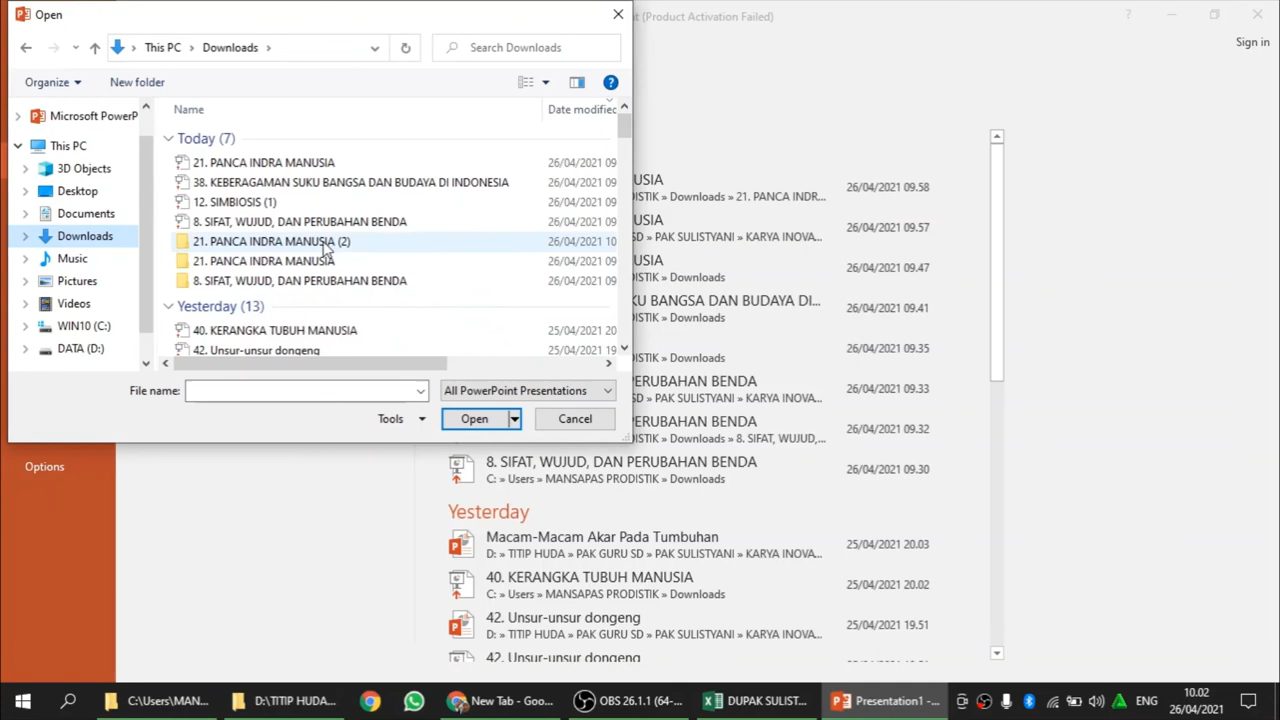 Open
nt (Product Activation Failed)
Sign in
This PC
Downloads
Search Downloads
Organize
New folder
Name
Date modified
Microsoft PowerP
This PC
3D Objects
Desktop
Documents
Downloads
Music
Pictures
Videos
WIN10 (C:)
DATA (D:)
Today (7)
21. PANCA INDRA MANUSIA 26/04/2021 09
38. KEBERAGAMAN SUKU BANGSA DAN BUDAYA DI INDONESIA 26/04/2021 09
12. SIMBIOSIS (1) 26/04/2021 09
8. SIFAT, WUJUD, DAN PERUBAHAN BENDA 26/04/2021 09
21. PANCA INDRA MANUSIA (2) 26/04/2021 10
21. PANCA INDRA MANUSIA 26/04/2021 09
8. SIFAT, WUJUD, DAN PERUBAHAN BENDA 26/04/2021 09
Yesterday (13)
40. KERANGKA TUBUH MANUSIA 25/04/2021 20
42. Unsur-unsur dongeng 25/04/2021 19
File name:
All PowerPoint Presentations
Tools
Open
Cancel
Options
USIA
RODISTIK » Downloads » 21. PANCA INDR...
26/04/2021 09.58
USIA
RU SD » PAK SULISTYANI » KARYA INOVA...
26/04/2021 09.57
USIA
RODISTIK » Downloads
26/04/2021 09.47
KU BANGSA DAN BUDAYA DI...
RODISTIK » Downloads
26/04/2021 09.41
RODISTIK » Downloads
26/04/2021 09.35
ERUBAHAN BENDA
RU SD » PAK SULISTYANI » KARYA INOVA...
26/04/2021 09.33
ERUBAHAN BENDA
RODISTIK » Downloads » 8. SIFAT, WUJUD,...
26/04/2021 09.32
8. SIFAT, WUJUD, DAN PERUBAHAN BENDA
C: » Users » MANSAPAS PRODISTIK » Downloads
26/04/2021 09.30
Yesterday
Macam-Macam Akar Pada Tumbuhan
D: » TITIP HUDA » PAK GURU SD » PAK SULISTYANI » KARYA INOVA...
25/04/2021 20.03
40. KERANGKA TUBUH MANUSIA
C: » Users » MANSAPAS PRODISTIK » Downloads
25/04/2021 20.02
42. Unsur-unsur dongeng
D: » TITIP HUDA » PAK GURU SD » PAK SULISTYANI » KARYA INOVA...
25/04/2021 19.51
42. Unsur-unsur dongeng
C:\Users\MAN...
D:\TITIP HUDA...
New Tab - Goo...
OBS 26.1.1 (64-...
DUPAK SULIST...
Presentation1 -...
ENG
10.02
26/04/2021